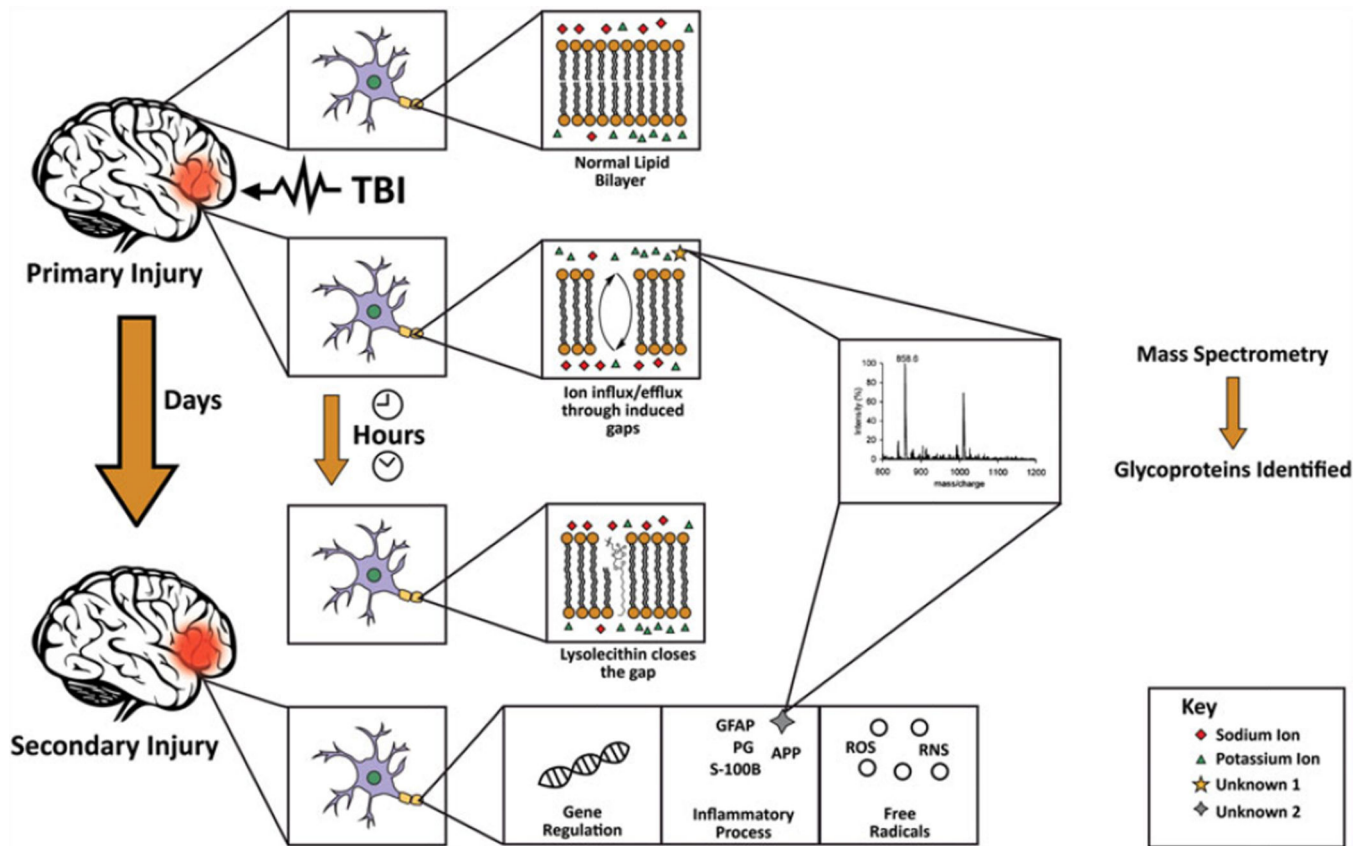 Normal Lipid
Bilayer
TBI
Primary Injury
Days
Hours
Ion influx/efflux
through induced
gaps
858.6
Intensity (%)
100
80
60
40
20
0
800
900
1000
1100
1200
mass/charge
Mass Spectrometry
Glycoproteins Identified
Lysolecithin closes
the gap
Secondary Injury
Gene
Regulation
GFAP
PG
APP
S-100B
Inflammatory
Process
ROS
RNS
Free
Radicals
Key
Sodium Ion
Potassium Ion
Unknown 1
Unknown 2